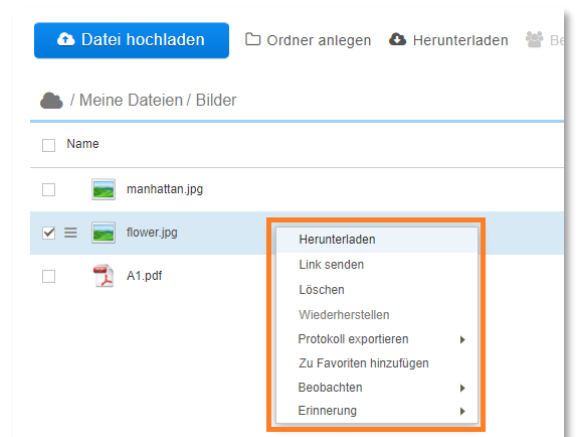 Datei hochladen Ordner anlegen Herunterladen
/ Meine Dateien / Bilder
Name
manhattan.jpg
flower.jpg
A1.pdf
Herunterladen
Link senden
Löschen
Wiederherstellen
Protokoll exportieren
Zu Favoriten hinzufügen
Beobachten
Erinnerung